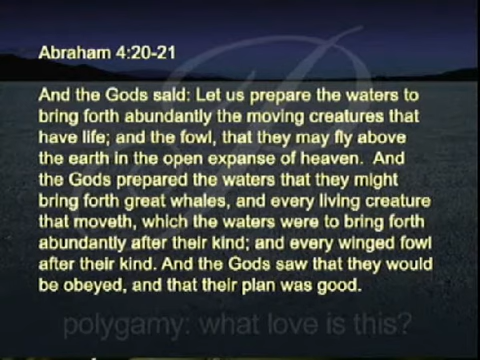 Abraham 4:20-21
And the Gods said: Let us prepare the waters to
bring forth abundantly the moving creatures that
have life; and the fowl, that they may fly above
the earth in the open expanse of heaven. And
the Gods prepared the waters that they might
bring forth great whales, and every living creature
that moveth, which the waters were to bring forth
abundantly after their kind; and every winged fowl
after their kind. And the Gods saw that they would
be obeyed, and that their plan was good.
polygamy: what love is this?